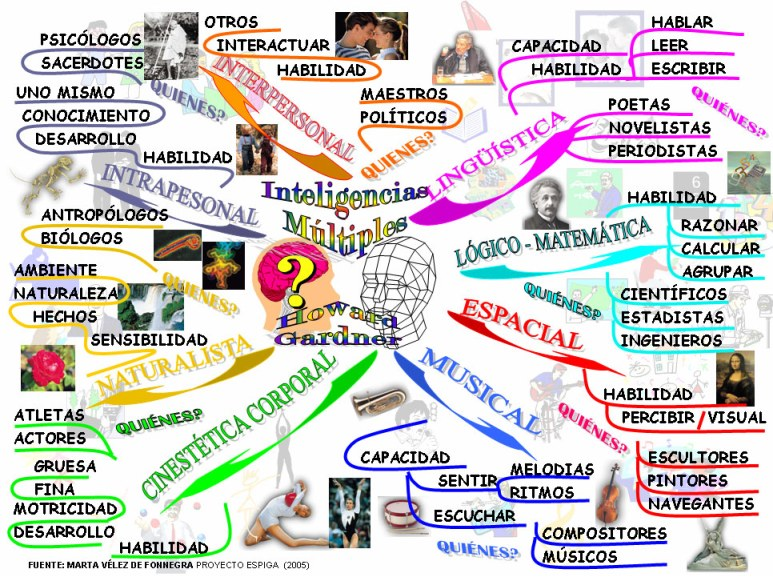 Inteligencias
Múltiples
Howard
Gardner
INTERPERSONAL
OTROS
INTERACTUAR
HABILIDAD
QUIÉNES?
MAESTROS
POLÍTICOS
LINGÜÍSTICA
CAPACIDAD
HABILIDAD
HABLAR
LEER
ESCRIBIR
QUIÉNES?
POETAS
NOVELISTAS
PERIODISTAS
LÓGICO - MATEMÁTICA
HABILIDAD
RAZONAR
CALCULAR
AGRUPAR
QUIÉNES?
CIENTÍFICOS
ESTADISTAS
INGENIEROS
ESPACIAL
HABILIDAD
PERCIBIR / VISUAL
QUIÉNES?
ESCULTORES
PINTORES
NAVEGANTES
MUSICAL
CAPACIDAD
SENTIR
MELODIAS
RITMOS
ESCUCHAR
QUIÉNES?
COMPOSITORES
MÚSICOS
CINESTÉTICA CORPORAL
QUIÉNES?
ATLETAS
ACTORES
GRUESA
FINA
MOTRICIDAD
DESARROLLO
HABILIDAD
NATURALISTA
ANTROPÓLOGOS
BIÓLOGOS
QUIÉNES?
AMBIENTE
NATURALEZA
HECHOS
SENSIBILIDAD
INTRAPESONAL
PSICÓLOGOS
SACERDOTES
QUIÉNES?
UNO MISMO
CONOCIMIENTO
DESARROLLO
HABILIDAD
FUENTE: MARTA VÉLEZ DE FONNEGRA PROYECTO ESPIGA (2005)